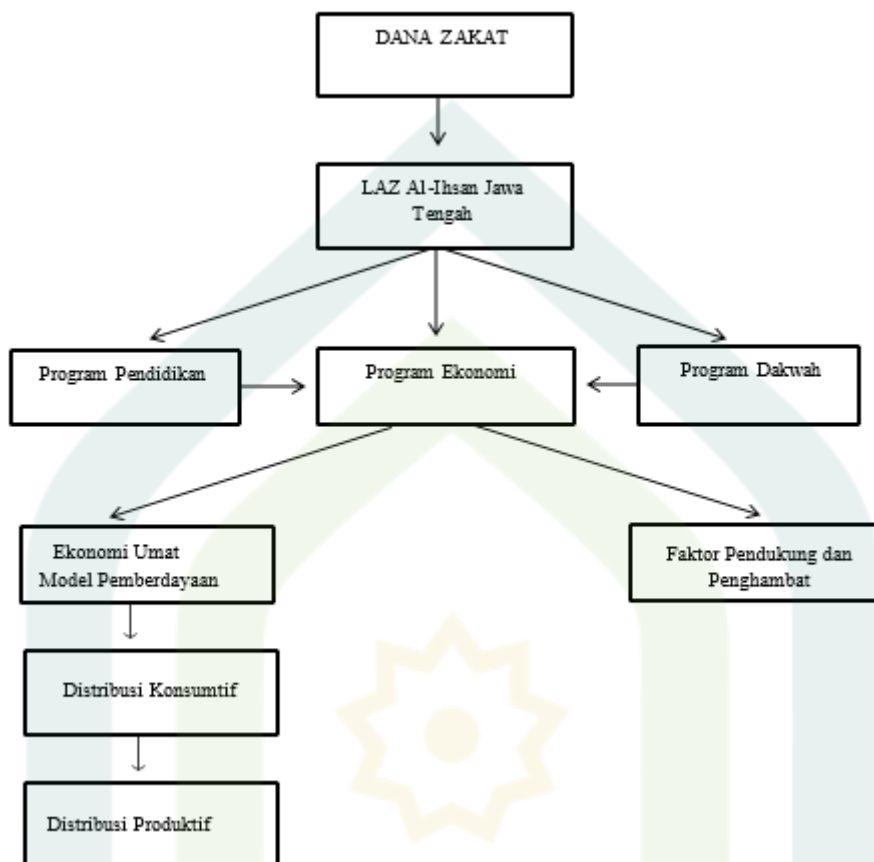 DANA ZAKAT
LAZ Al-Ihsan Jawa
Tengah
Program Pendidikan
Program Ekonomi
Program Dakwah
Ekonomi Umat
Model Pemberdayaan
Faktor Pendukung dan
Penghambat
Distribusi Konsumtif
Distribusi Produktif